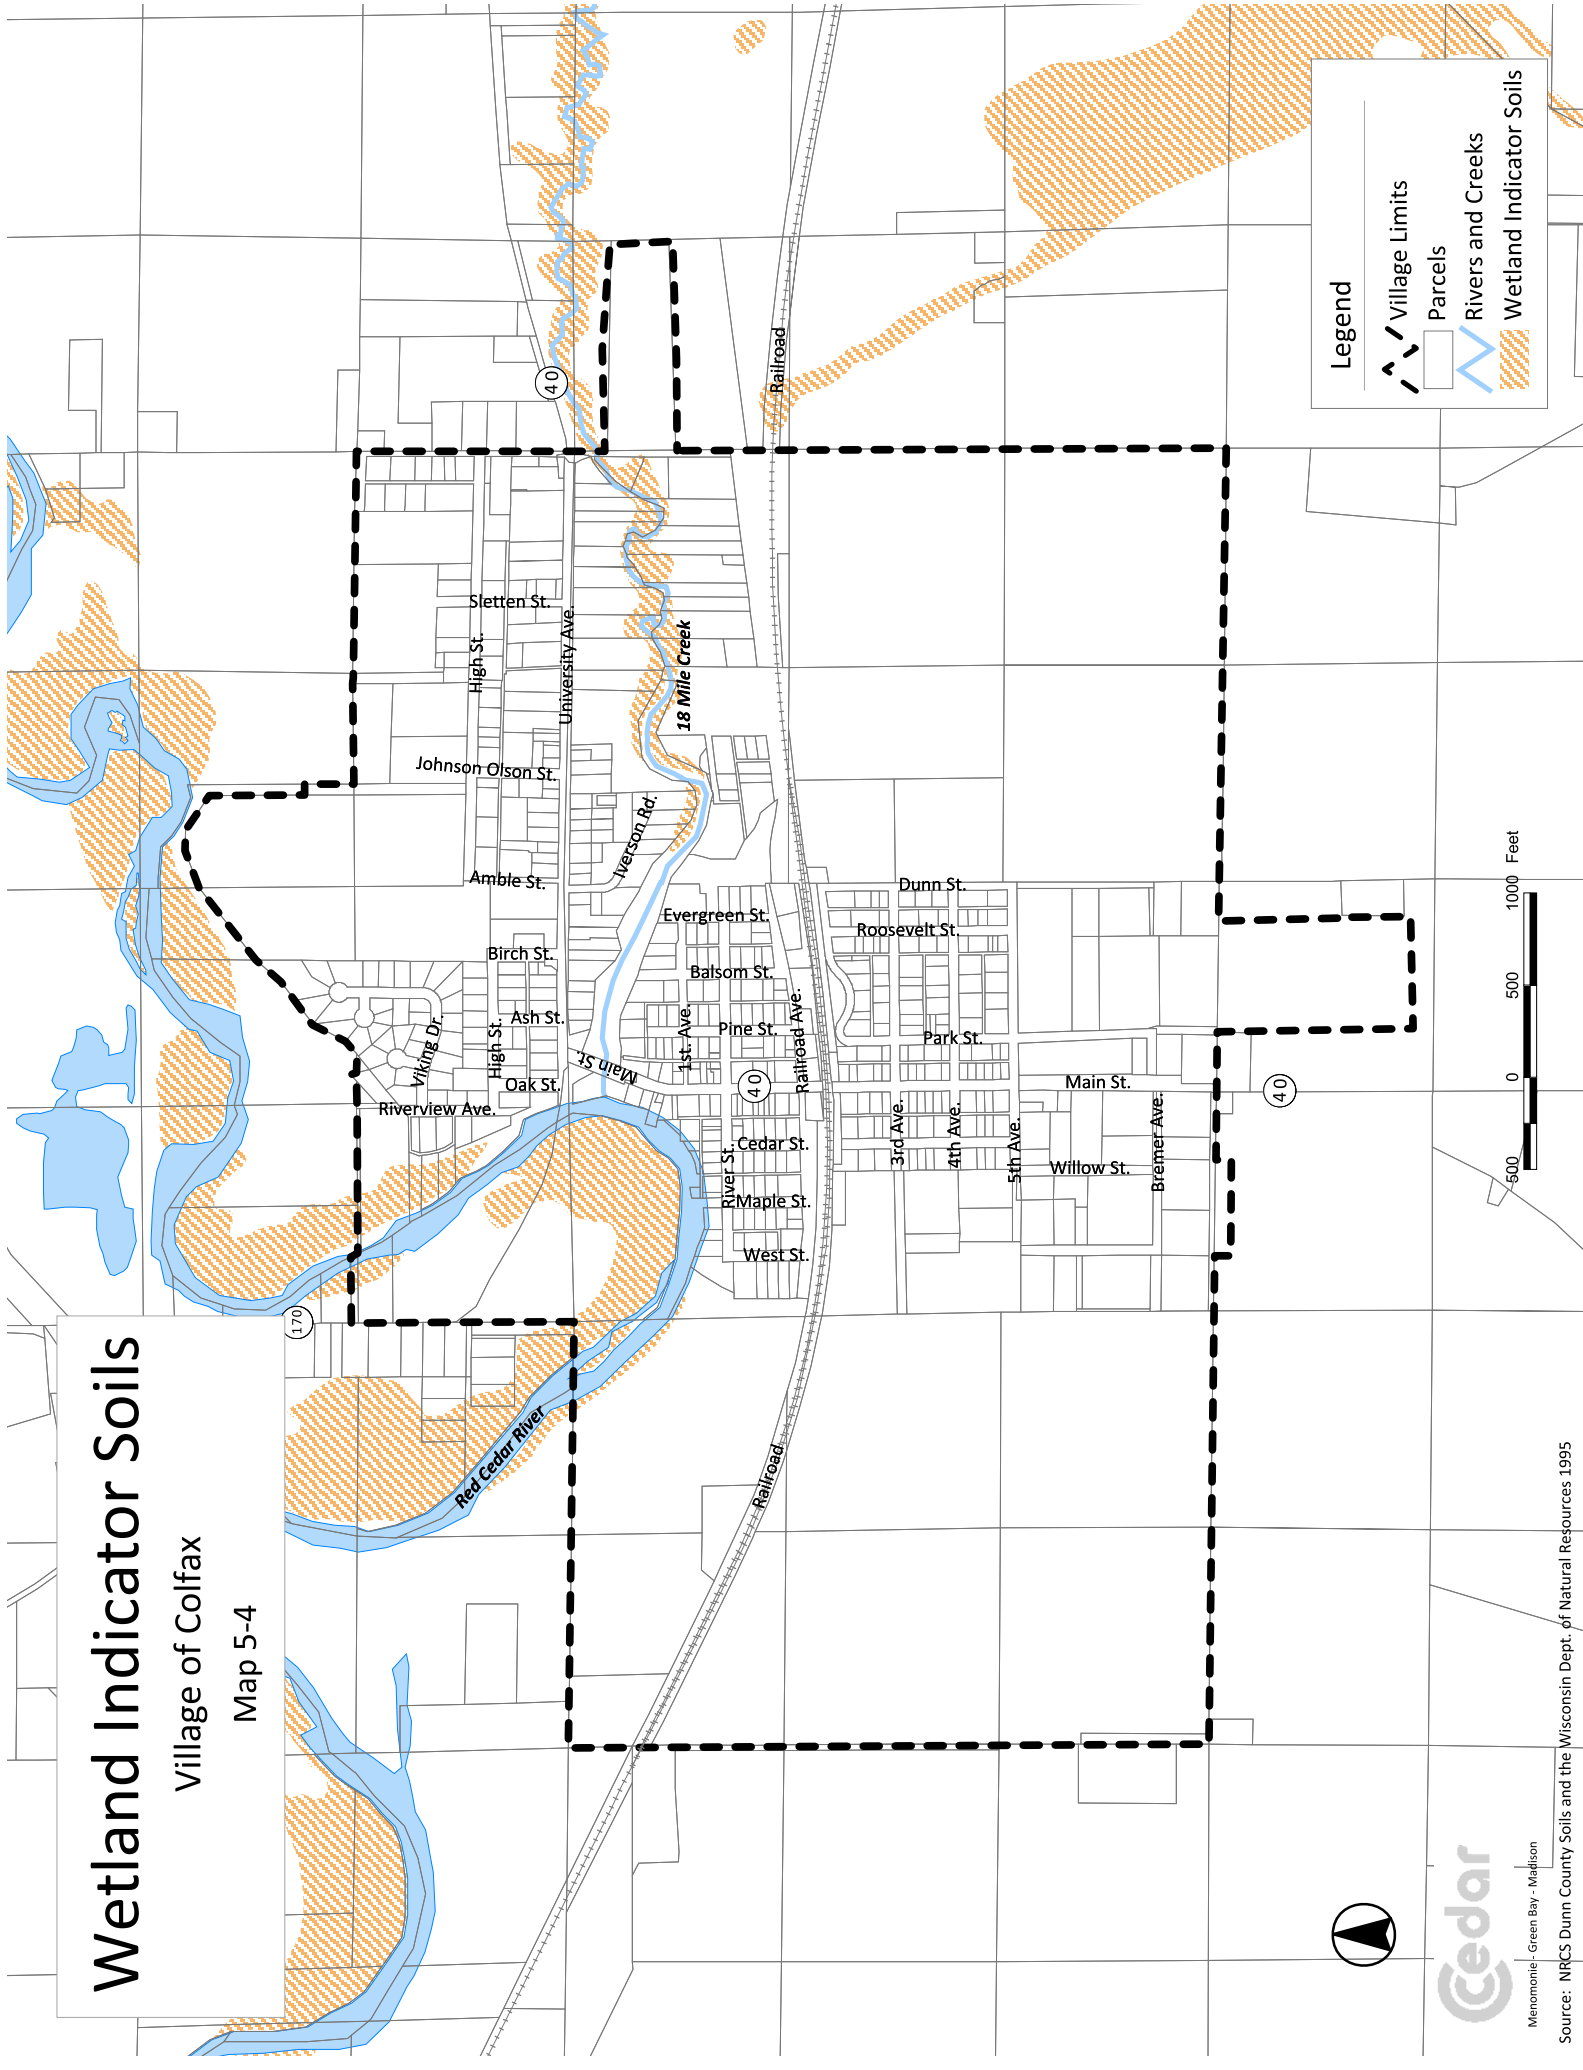 Wetland Indicator Soils
Village of Colfax
Map 5-4
170
Red Cedar River
Railroad
Riverview Ave.
Viking Dr.
High St.
Oak St.
Ash St.
Birch St.
Main St.
Amble St.
Johnson Olson St.
High St.
Sletten St.
University Ave.
Iverson Rd.
18 Mile Creek
40
Railroad
Evergreen St.
Balsom St.
1st. Ave.
Pine St.
Railroad Ave.
40
River St.
Cedar St.
Maple St.
West St.
Dunn St.
Roosevelt St.
Park St.
3rd Ave.
4th Ave.
5th Ave.
Main St.
Willow St.
Bremer Ave.
40
Legend
Village Limits
Parcels
Rivers and Creeks
Wetland Indicator Soils
500 0 500 1000 Feet
Cedar
Menomonie - Green Bay - Madison
Source: NRCS Dunn County Soils and the Wisconsin Dept. of Natural Resources 1995